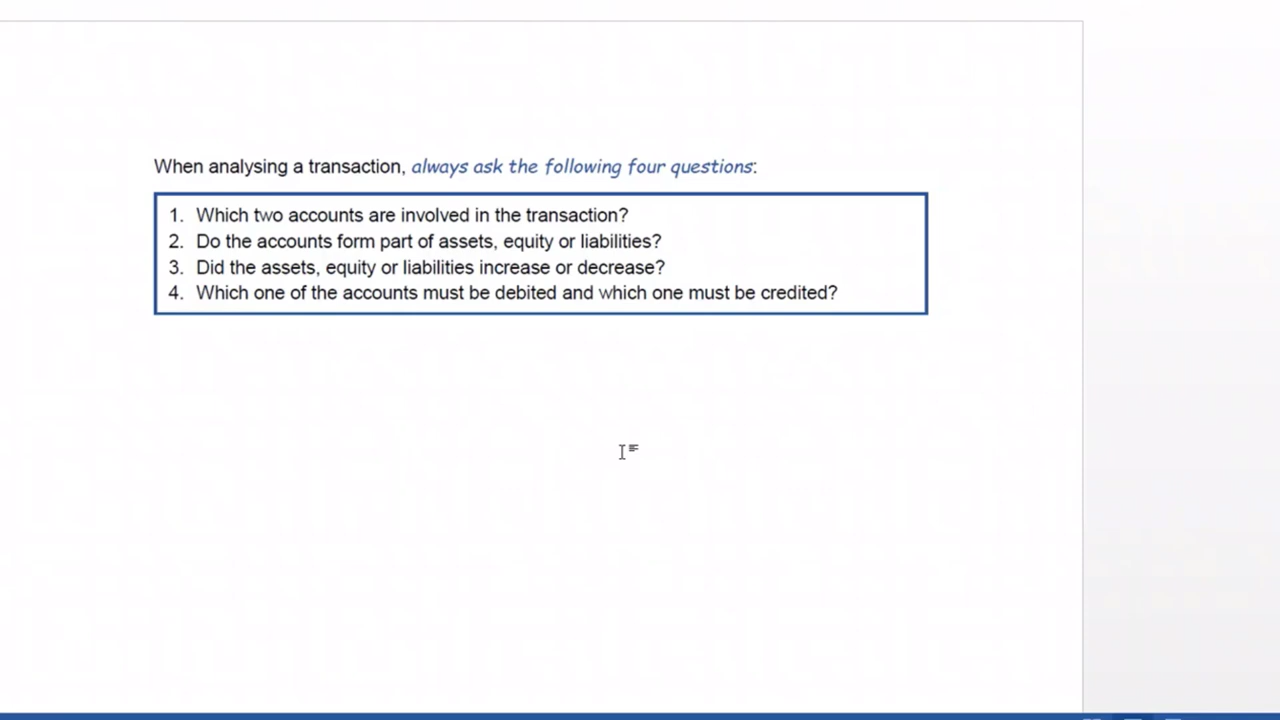 When analysing a transaction, always ask the following four questions:
1. Which two accounts are involved in the transaction?
2. Do the accounts form part of assets, equity or liabilities?
3. Did the assets, equity or liabilities increase or decrease?
4. Which one of the accounts must be debited and which one must be credited?